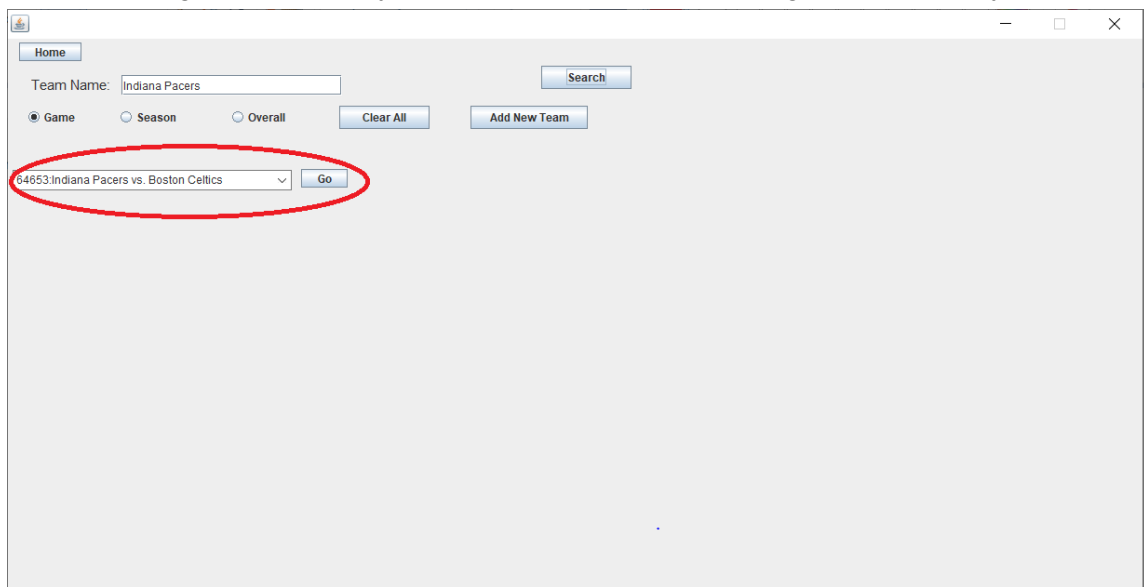 Home
Team Name: Indiana Pacers Search
Game Season Overall Clear All Add New Team
64653:Indiana Pacers vs. Boston Celtics Go